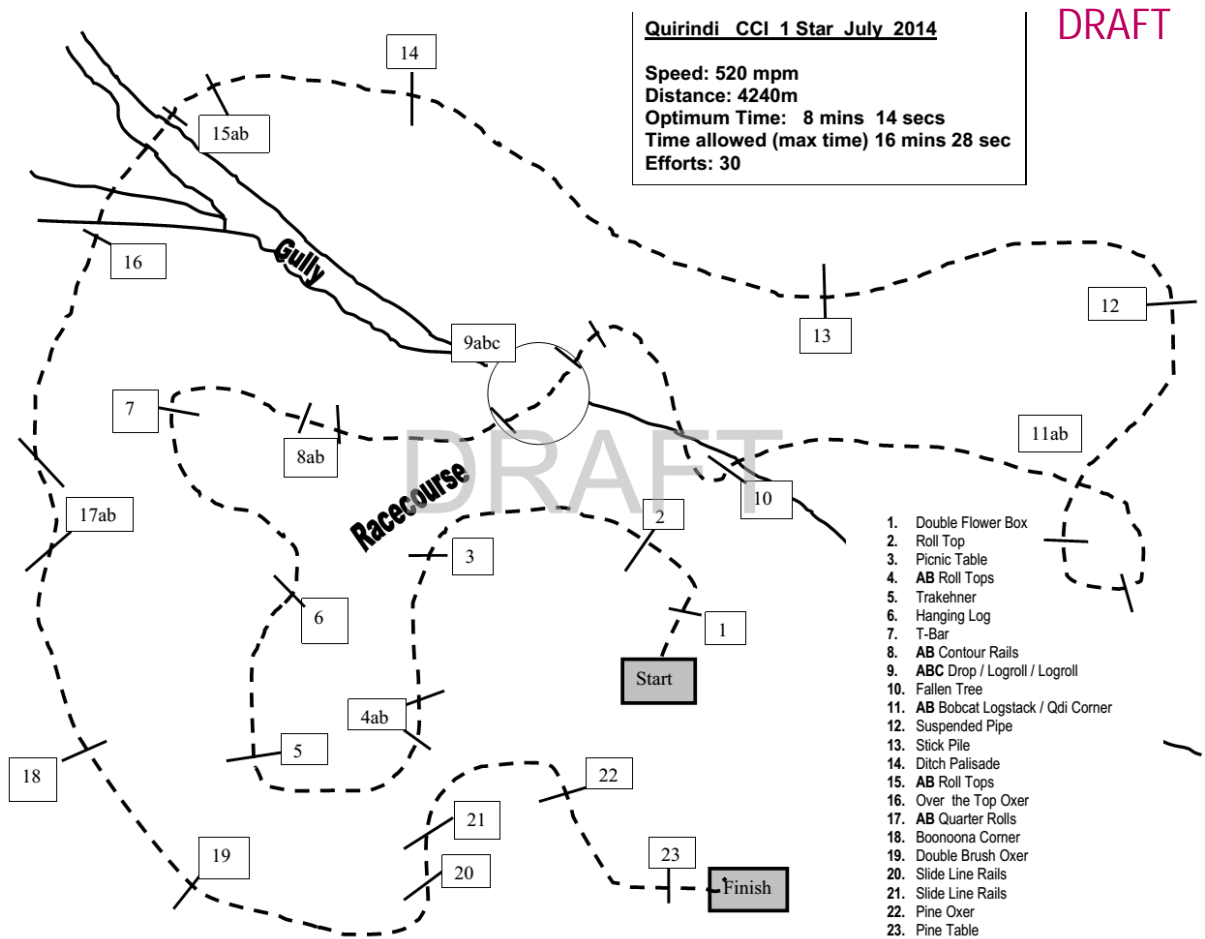 DRAFT
Quirindi CCI 1 Star July 2014
Speed: 520 mpm
Distance: 4240m
Optimum Time: 8 mins 14 secs
Time allowed (max time) 16 mins 28 sec
Efforts: 30
14
15ab
16
Gully
13
12
9abc
7
8ab
11ab
DRAFT
Racecourse
10
17ab
2
3
6
1
Start
4ab
5
18
22
21
19
20
23
Finish
1. Double Flower Box
2. Roll Top
3. Picnic Table
4. AB Roll Tops
5. Trakehner
6. Hanging Log
7. T-Bar
8. AB Contour Rails
9. ABC Drop / Logroll / Logroll
10. Fallen Tree
11. AB Bobcat Logstack / Qdi Corner
12. Suspended Pipe
13. Stick Pile
14. Ditch Palisade
15. AB Roll Tops
16. Over the Top Oxer
17. AB Quarter Rolls
18. Boonoona Corner
19. Double Brush Oxer
20. Slide Line Rails
21. Slide Line Rails
22. Pine Oxer
23. Pine Table